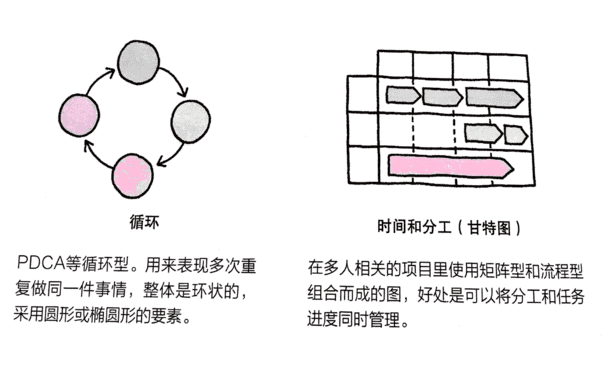 循环
PDCA等循环型。用来表现多次重
复做同一件事情，整体是环状的，
采用圆形或椭圆形的要素。
时间和分工（甘特图）
在多人相关的项目里使用矩阵型和流程型
组合而成的图，好处是可以将分工和任务
进度同时管理。